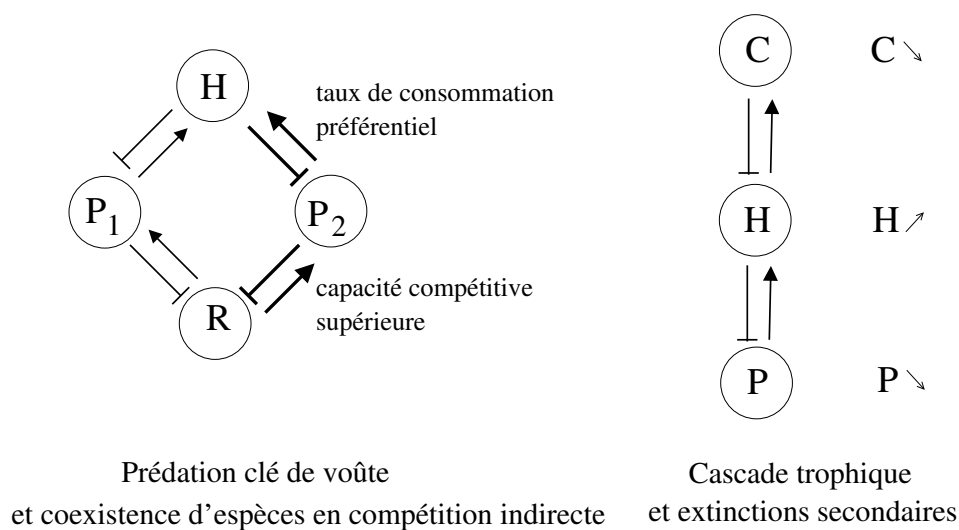 H
taux de consommation
préférentiel
P1
P2
R
capacité compétitive
supérieure
Prédation clé de voûte
et coexistence d'espèces en compétition indirecte
C
C ↘
H
H ↗
P
P ↘
Cascade trophique
et extinctions secondaires